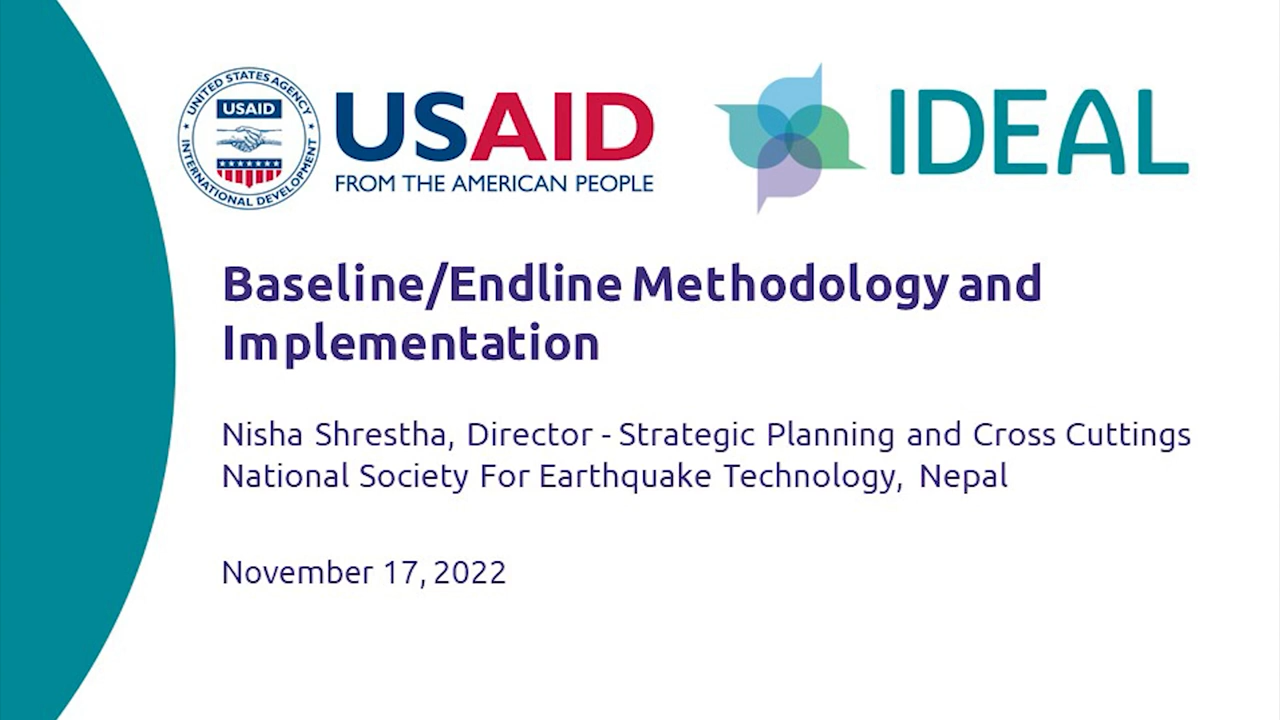 UNITED STATES AGENCY
USAID
INTERNATIONAL DEVELOPMENT
USAID
FROM THE AMERICAN PEOPLE
IDEAL
Baseline/Endline Methodology and
Implementation
Nisha Shrestha, Director - Strategic Planning and Cross Cuttings
National Society For Earthquake Technology, Nepal
November 17, 2022